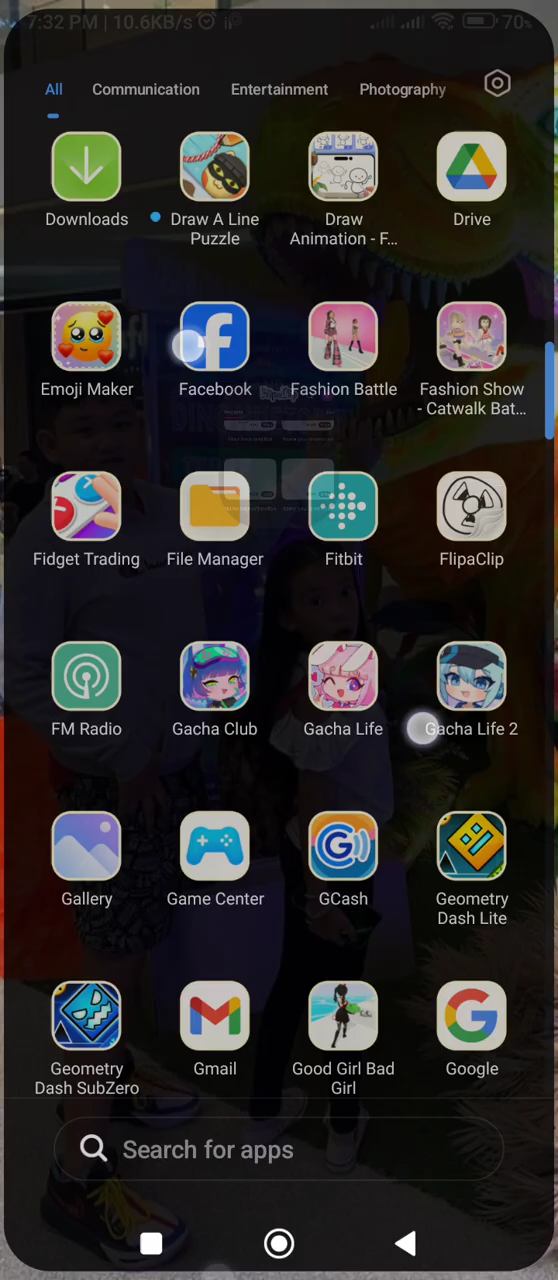 7:32 PM | 10.6KB/s
70%
All Communication Entertainment Photography
Downloads
Draw A Line
Puzzle
Draw
Animation - F...
Drive
Emoji Maker
Facebook
Fashion Battle
Fashion Show
- Catwalk Bat...
Fidget Trading
File Manager
Fitbit
FlipaClip
FM Radio
Gacha Club
Gacha Life
Gacha Life 2
Gallery
Game Center
GCash
Geometry
Dash Lite
Geometry
Dash SubZero
Gmail
Good Girl Bad
Girl
Google
Search for apps